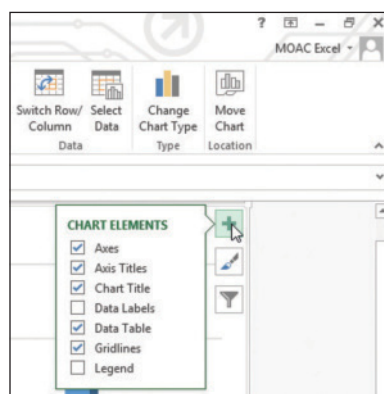 ?
MOAC Excel
Switch Row/ Select Change Move
Column Data Chart Type Chart
Data Type Location
CHART ELEMENTS
Axes
Axis Titles
Chart Title
Data Labels
Data Table
Gridlines
Legend